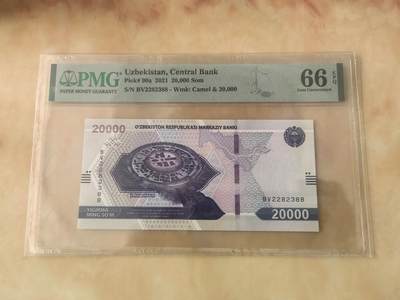 PMG
PAPER MONEY GUARANTY
Uzbekistan, Central Bank
Pick# 90a 2021 20,000 Som
S/N BV2282388 - Wmk: Camel & 20,000
66 EPQ
Gem Uncirculated
20000
O'ZBEKISTON RESPUBLIKASI MARKAZIY BANKI
BV2282388
YIGIRMA
MING SO'M
20000